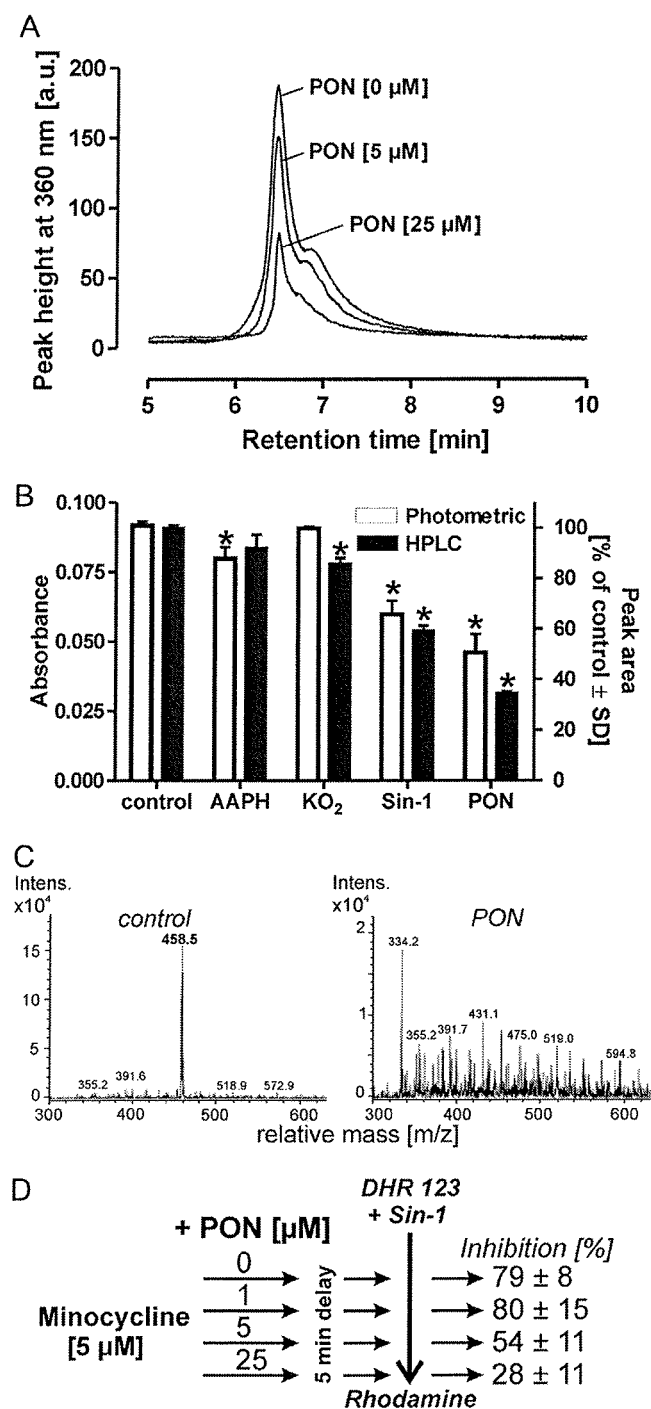 A
Peak height at 360 nm [a.u.]
200
150
100
50
0
PON [0 µM]
PON [5 µM]
PON [25 µM]
5 6 7 8 9 10
Retention time [min]
B
Absorbance
0.100
0.075
0.050
0.025
0.000
Photometric
HPLC
* * * * * *
100
80
60
40
20
0
Peak area
[% of control ± SD]
control AAPH KO₂ Sin-1 PON
C
Intens.
x10⁴
control
458.5
15
10
5
0
355.2 391.6 518.9 572.9
300 400 500 600
Intens.
x10⁴
PON
2
1
0
334.2
355.2 391.7 431.1 475.0 519.0 594.8
300 400 500 600
relative mass [m/z]
D
DHR 123
+ Sin-1
+ PON [µM]
Inhibition [%]
Minocycline
[5 µM]
5 min delay
0 79 ± 8
1 80 ± 15
5 54 ± 11
25 28 ± 11
Rhodamine